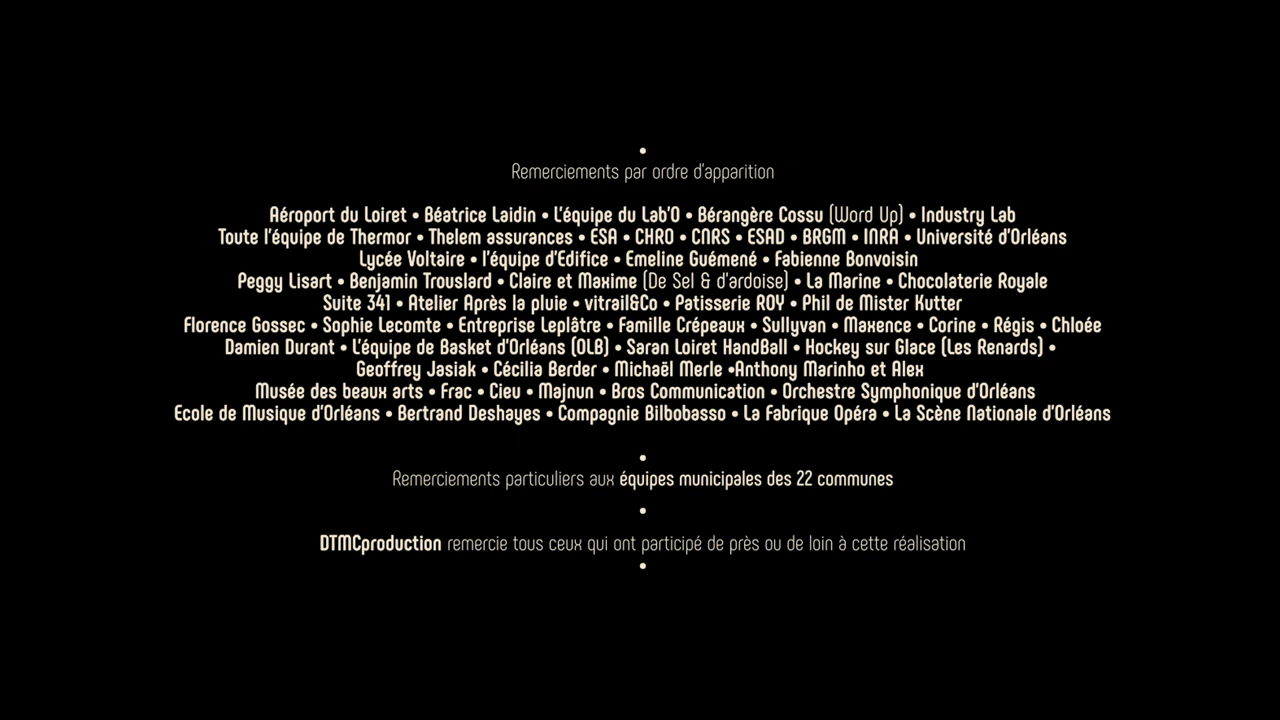 Remerciements par ordre d'apparition
Aéroport du Loiret • Béatrice Laidin • L'équipe du Lab'O • Bérangère Cossu (Word Up) • Industry Lab
Toute l'équipe de Thermor • Thelem assurances • ESA • CHRO • CNRS • ESAD • BRGM • INRA • Université d'Orléans
Lycée Voltaire • l'équipe d'Edifice • Emeline Guémené • Fabienne Bonvoisin
Peggy Lisart • Benjamin Trouslard • Claire et Maxime (De Sel & d'ardoise) • La Marine • Chocolaterie Royale
Suite 341 • Atelier Après la pluie • vitrail&Co • Patisserie ROY • Phil de Mister Kutter
Florence Gossec • Sophie Lecomte • Entreprise Leplâtre • Famille Crépeaux • Sullyvan • Maxence • Corine • Régis • Chloée
Damien Durant • L'équipe de Basket d'Orléans (OLB) • Saran Loiret HandBall • Hockey sur Glace (Les Renards) •
Geoffrey Jasiak • Cécilia Berder • Michaël Merle •Anthony Marinho et Alex
Musée des beaux arts • Frac • Cieu • Majnun • Bros Communication • Orchestre Symphonique d'Orléans
Ecole de Musique d'Orléans • Bertrand Deshayes • Compagnie Bilbobasso • La Fabrique Opéra • La Scène Nationale d'Orléans
Remerciements particuliers aux équipes municipales des 22 communes
DTMCproduction remercie tous ceux qui ont participé de près ou de loin à cette réalisation